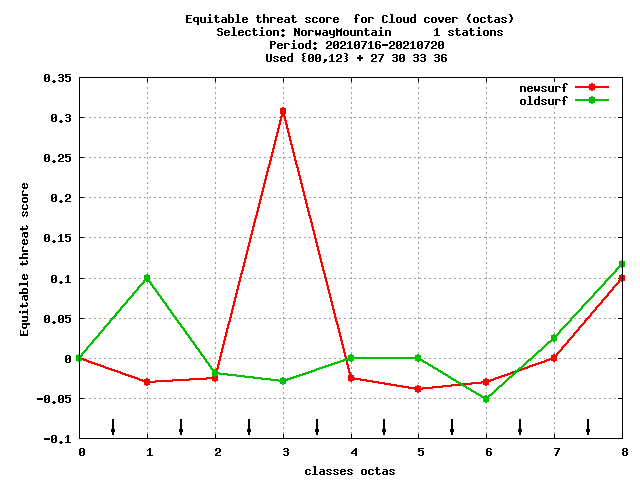 Equitable threat score  for Cloud cover (octas)
Selection: NorwayMountain      1 stations
Period: 20210716-20210720
Used {00,12} + 27 30 33 36
newsurf
oldsurf
Equitable threat score
0.35
0.3
0.25
0.2
0.15
0.1
0.05
0
-0.05
-0.1
0 1 2 3 4 5 6 7 8
classes octas